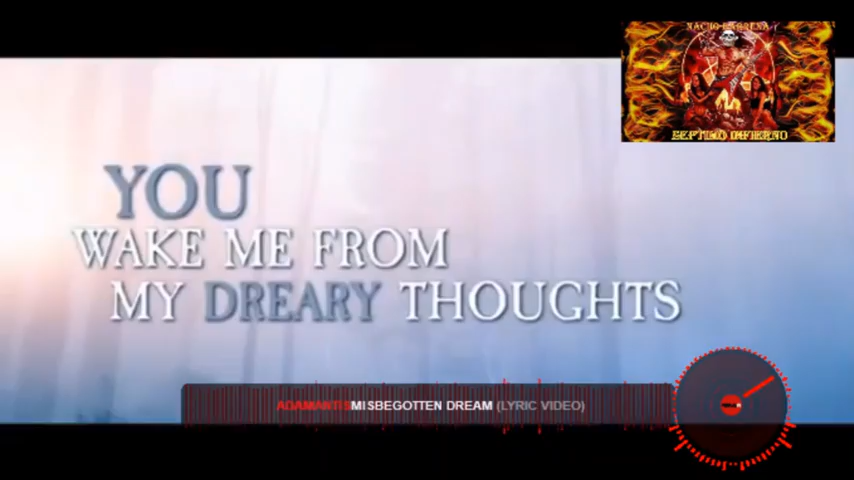 SEPTIMO INFIERNO
YOU
WAKE ME FROM
MY DREARY THOUGHTS
ADAMANTIS MISBEGOTTEN DREAM (LYRIC VIDEO)